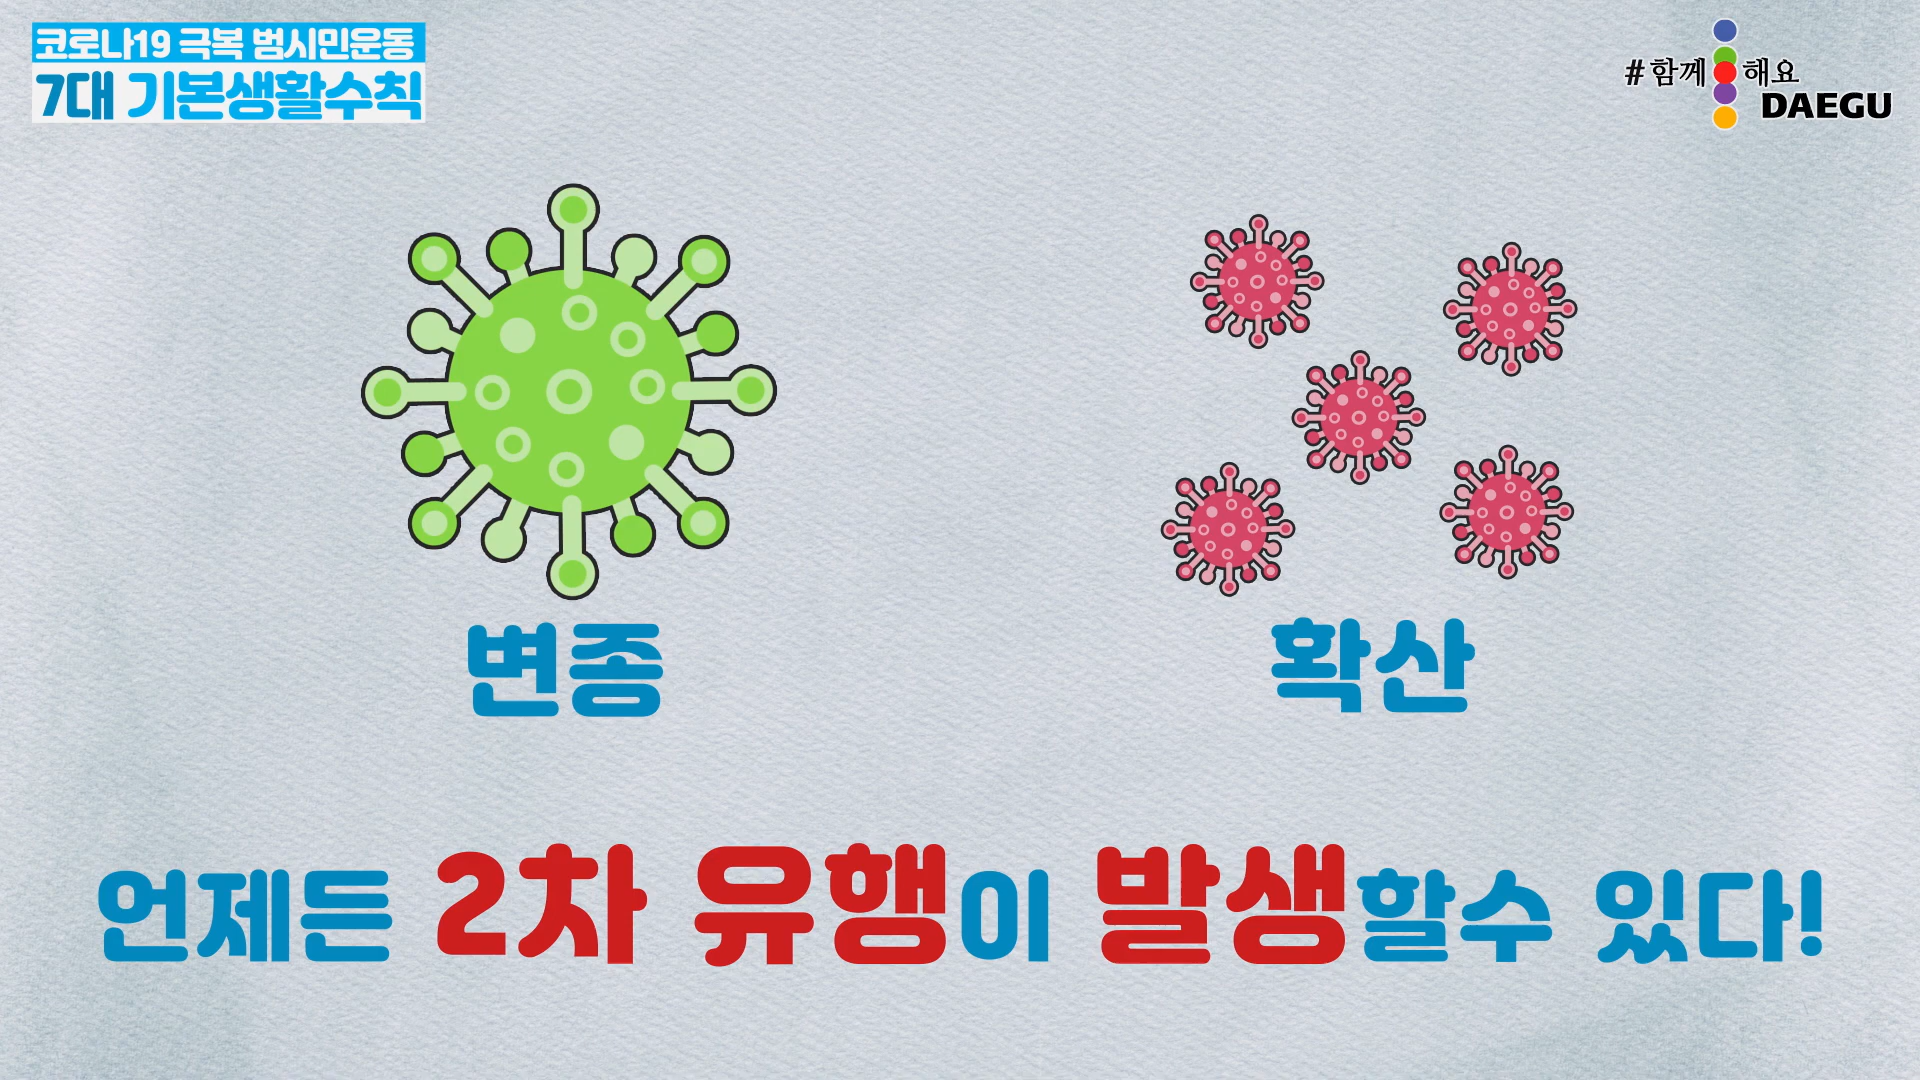 코로나19 극복 범시민운동
7대 기본생활수칙
#함께 해요
DAEGU
변종
확산
언제든 2차 유행이 발생할수 있다!